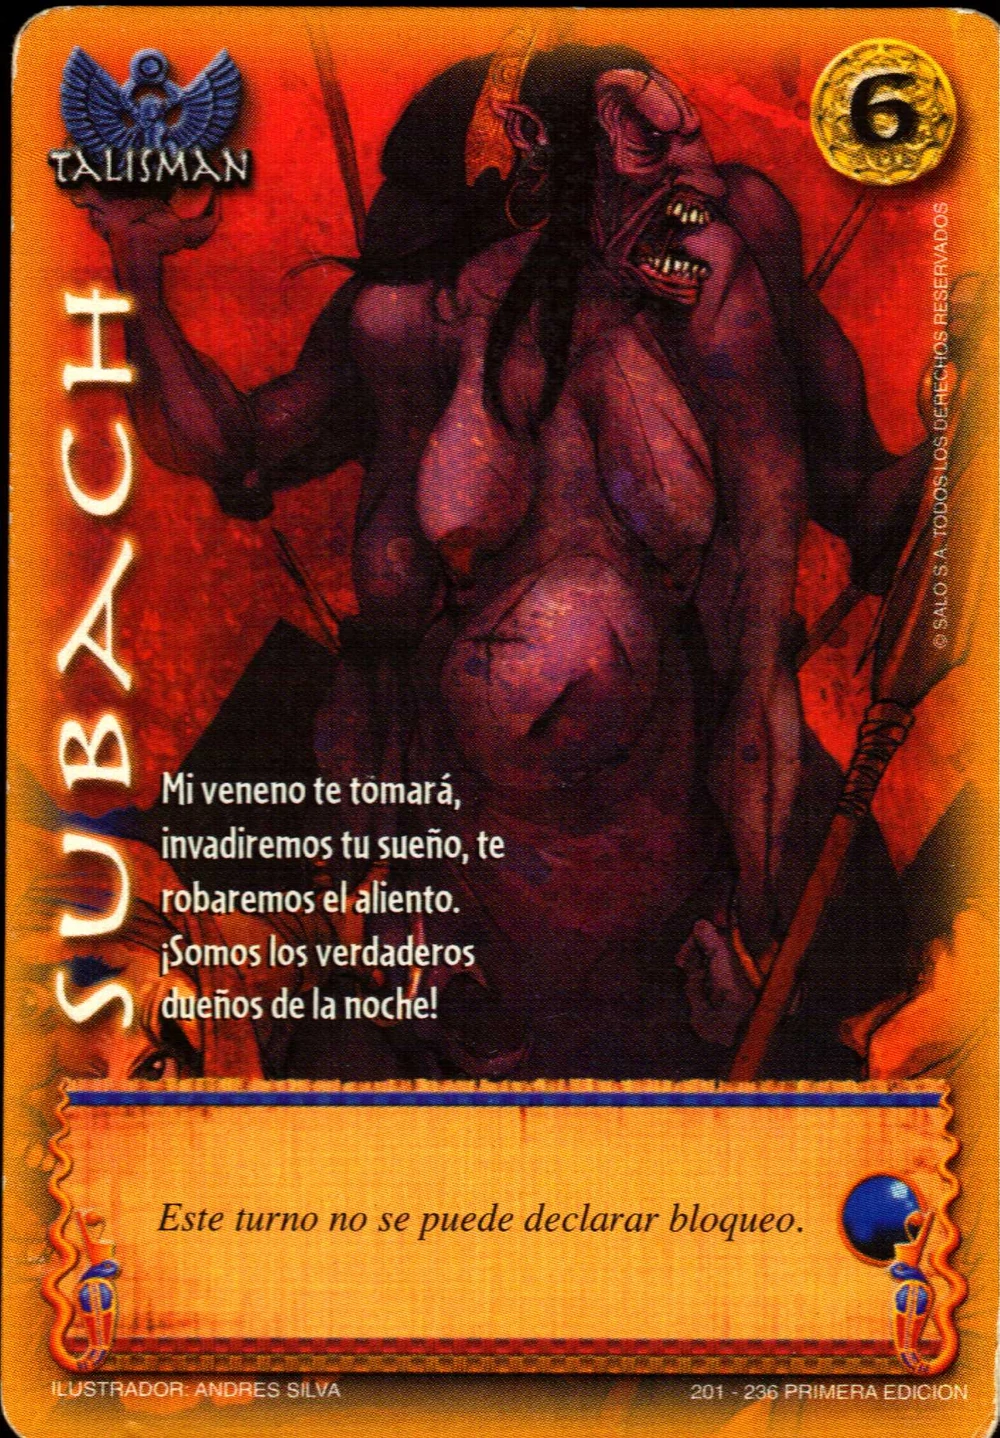 TALISMAN
6
SUBACH
© SALO S.A. TODOS LOS DERECHOS RESERVADOS
Mi veneno te tomará,
invadiremos tu sueño, te
robaremos el aliento.
¡Somos los verdaderos
dueños de la noche!
Este turno no se puede declarar bloqueo.
ILUSTRADOR: ANDRES SILVA
201 - 236 PRIMERA EDICION